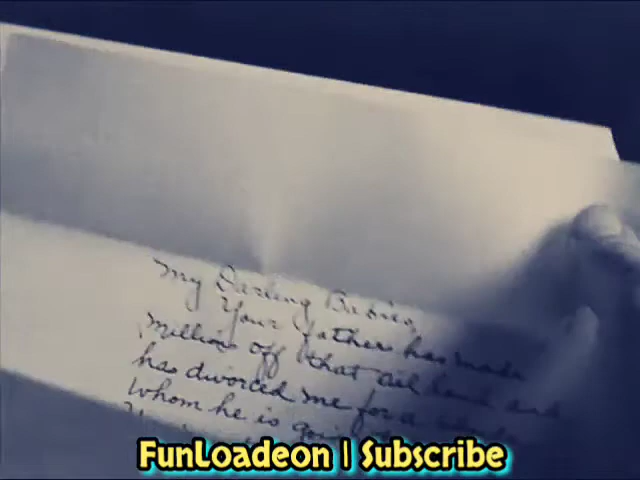 My Darling Babies,
Your father has made
Millions off that oil land and
has divorced me for a
Whom he is going
FunLoadeon | Subscribe